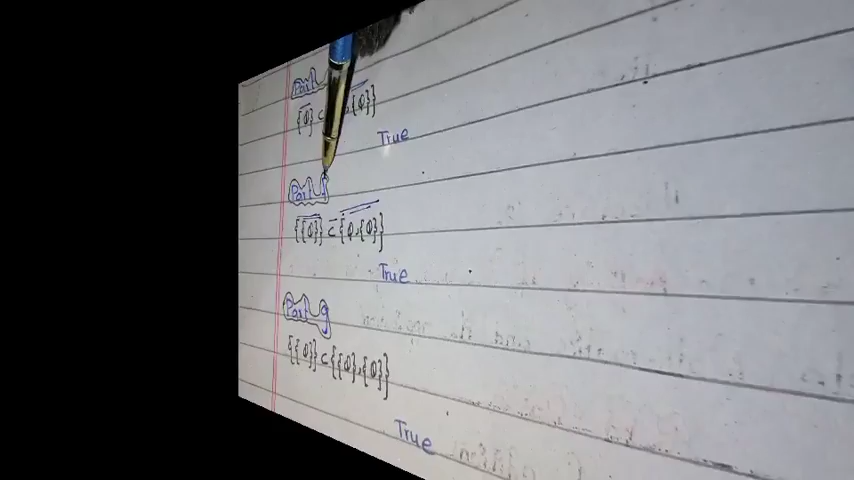 Part
{Φ} ⊂ {Φ}}
True
Part f
{{Φ}} ⊂ {Φ,{Φ}}
True
Part g
{{Φ}} ⊂ {{Φ},{Φ}}
True